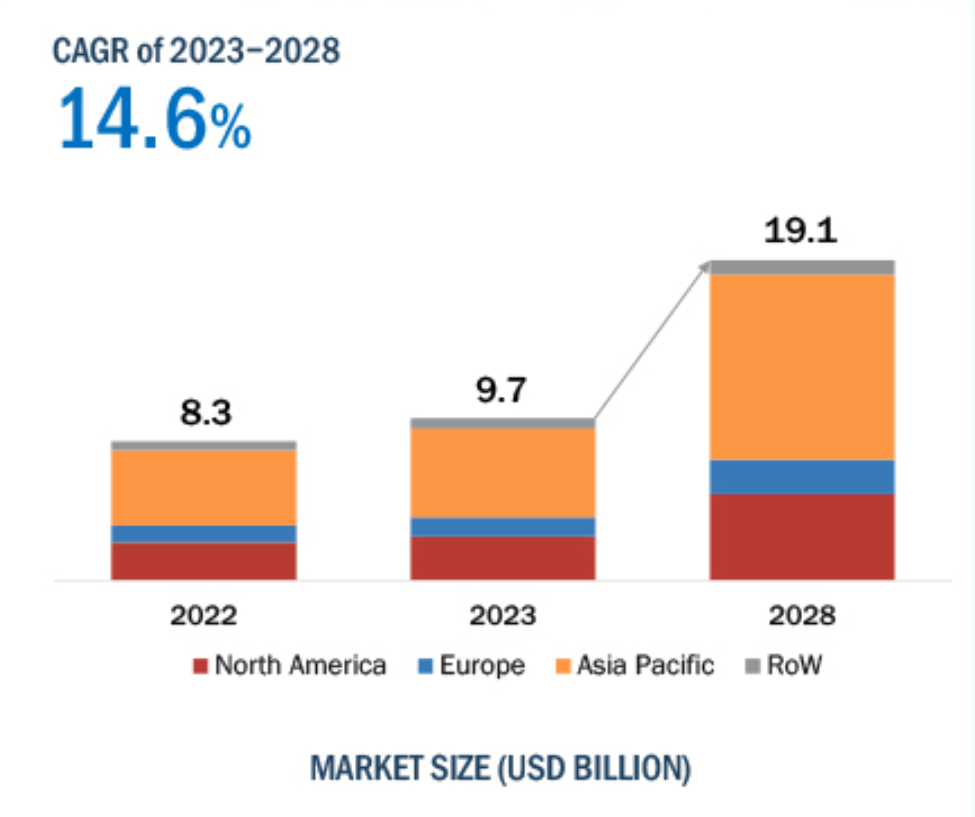 CAGR of 2023–2028
14.6%
19.1
9.7
8.3
2022 2023 2028
North America Europe Asia Pacific RoW
MARKET SIZE (USD BILLION)